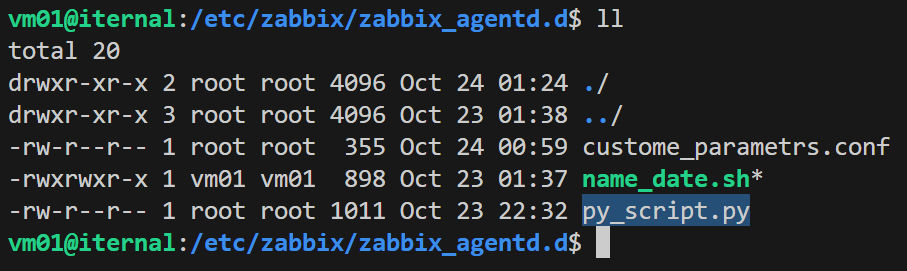 vm01@iternal:/etc/zabbix/zabbix_agentd.d$ ll
total 20
drwxr-xr-x 2 root root 4096 Oct 24 01:24 ./
drwxr-xr-x 3 root root 4096 Oct 23 01:38 ../
-rw-r--r-- 1 root root  355 Oct 24 00:59 custome_parametrs.conf
-rwxrwxr-x 1 vm01 vm01  898 Oct 23 01:37 name_date.sh*
-rw-r--r-- 1 root root 1011 Oct 23 22:32 py_script.py
vm01@iternal:/etc/zabbix/zabbix_agentd.d$